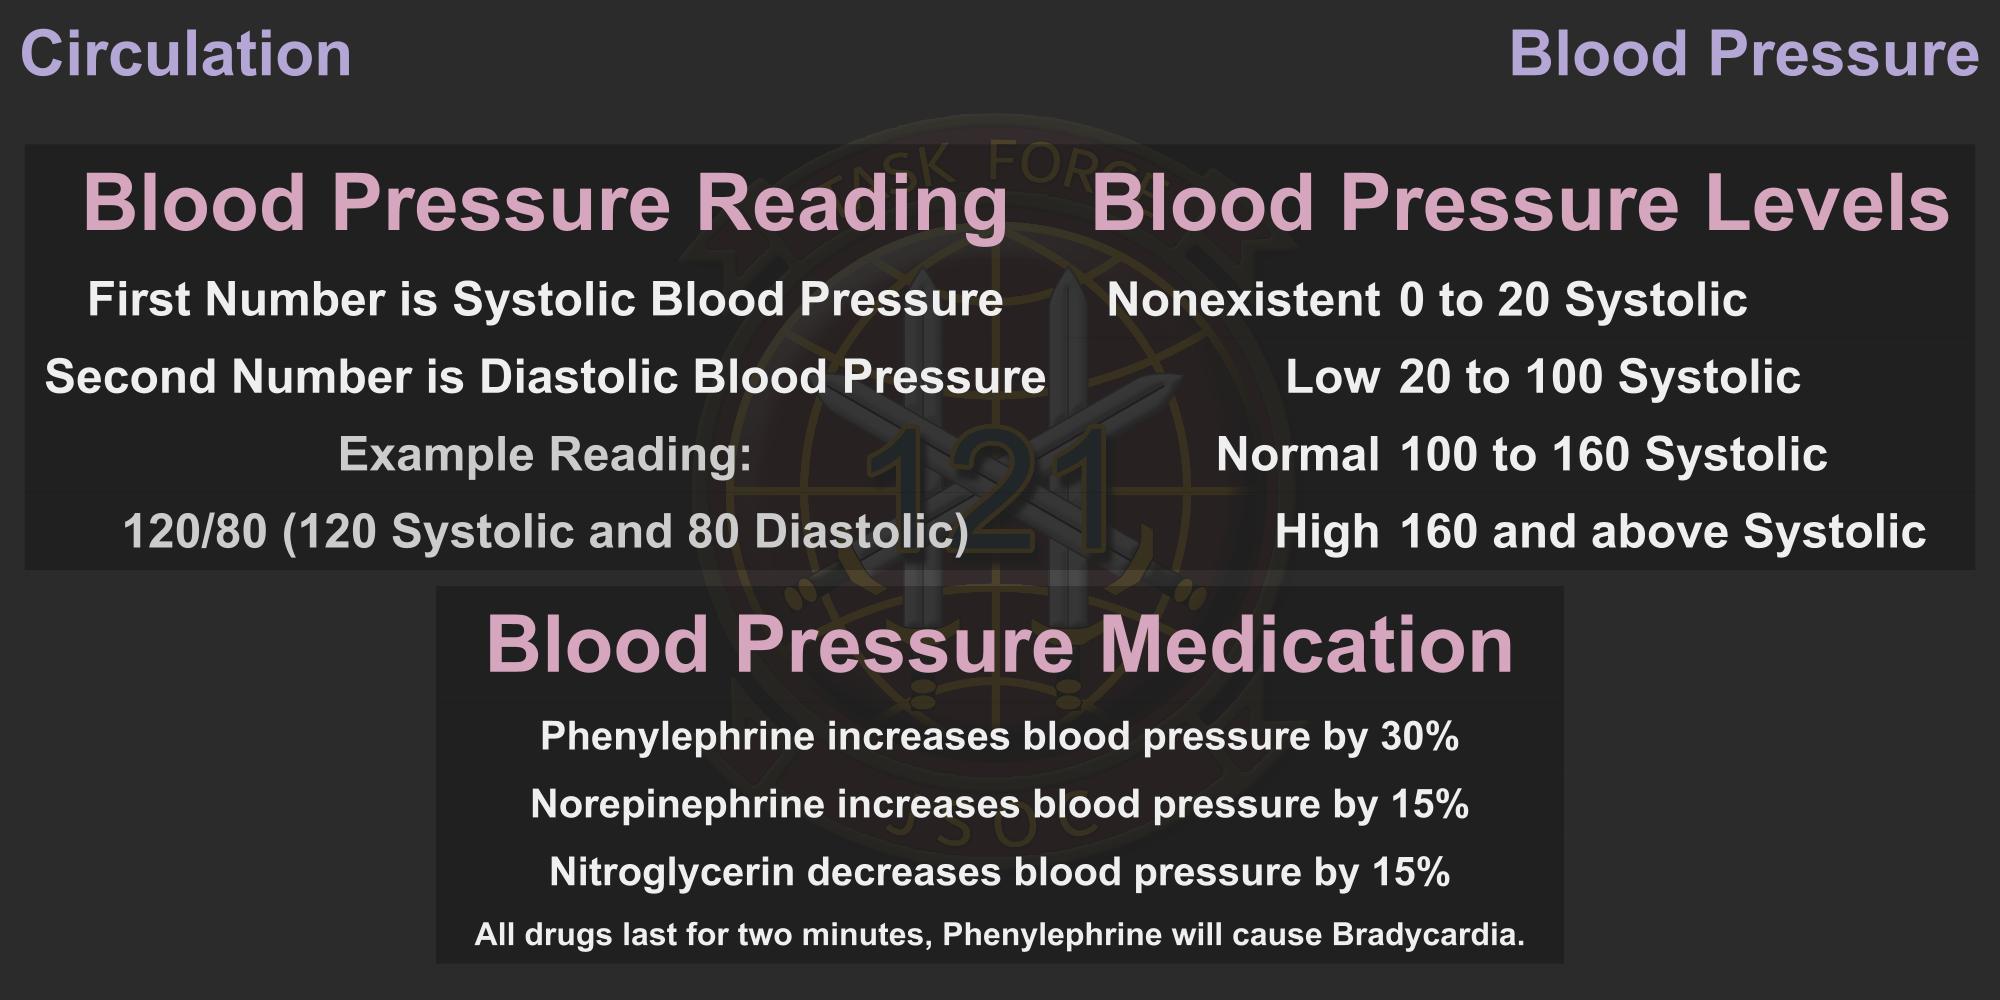 Circulation
Blood Pressure
Blood Pressure Reading
First Number is Systolic Blood Pressure
Second Number is Diastolic Blood Pressure
Example Reading:
120/80 (120 Systolic and 80 Diastolic)
Blood Pressure Levels
Nonexistent 0 to 20 Systolic
Low 20 to 100 Systolic
Normal 100 to 160 Systolic
High 160 and above Systolic
Blood Pressure Medication
Phenylephrine increases blood pressure by 30%
Norepinephrine increases blood pressure by 15%
Nitroglycerin decreases blood pressure by 15%
All drugs last for two minutes, Phenylephrine will cause Bradycardia.
TASK FORCE
121
JSOC